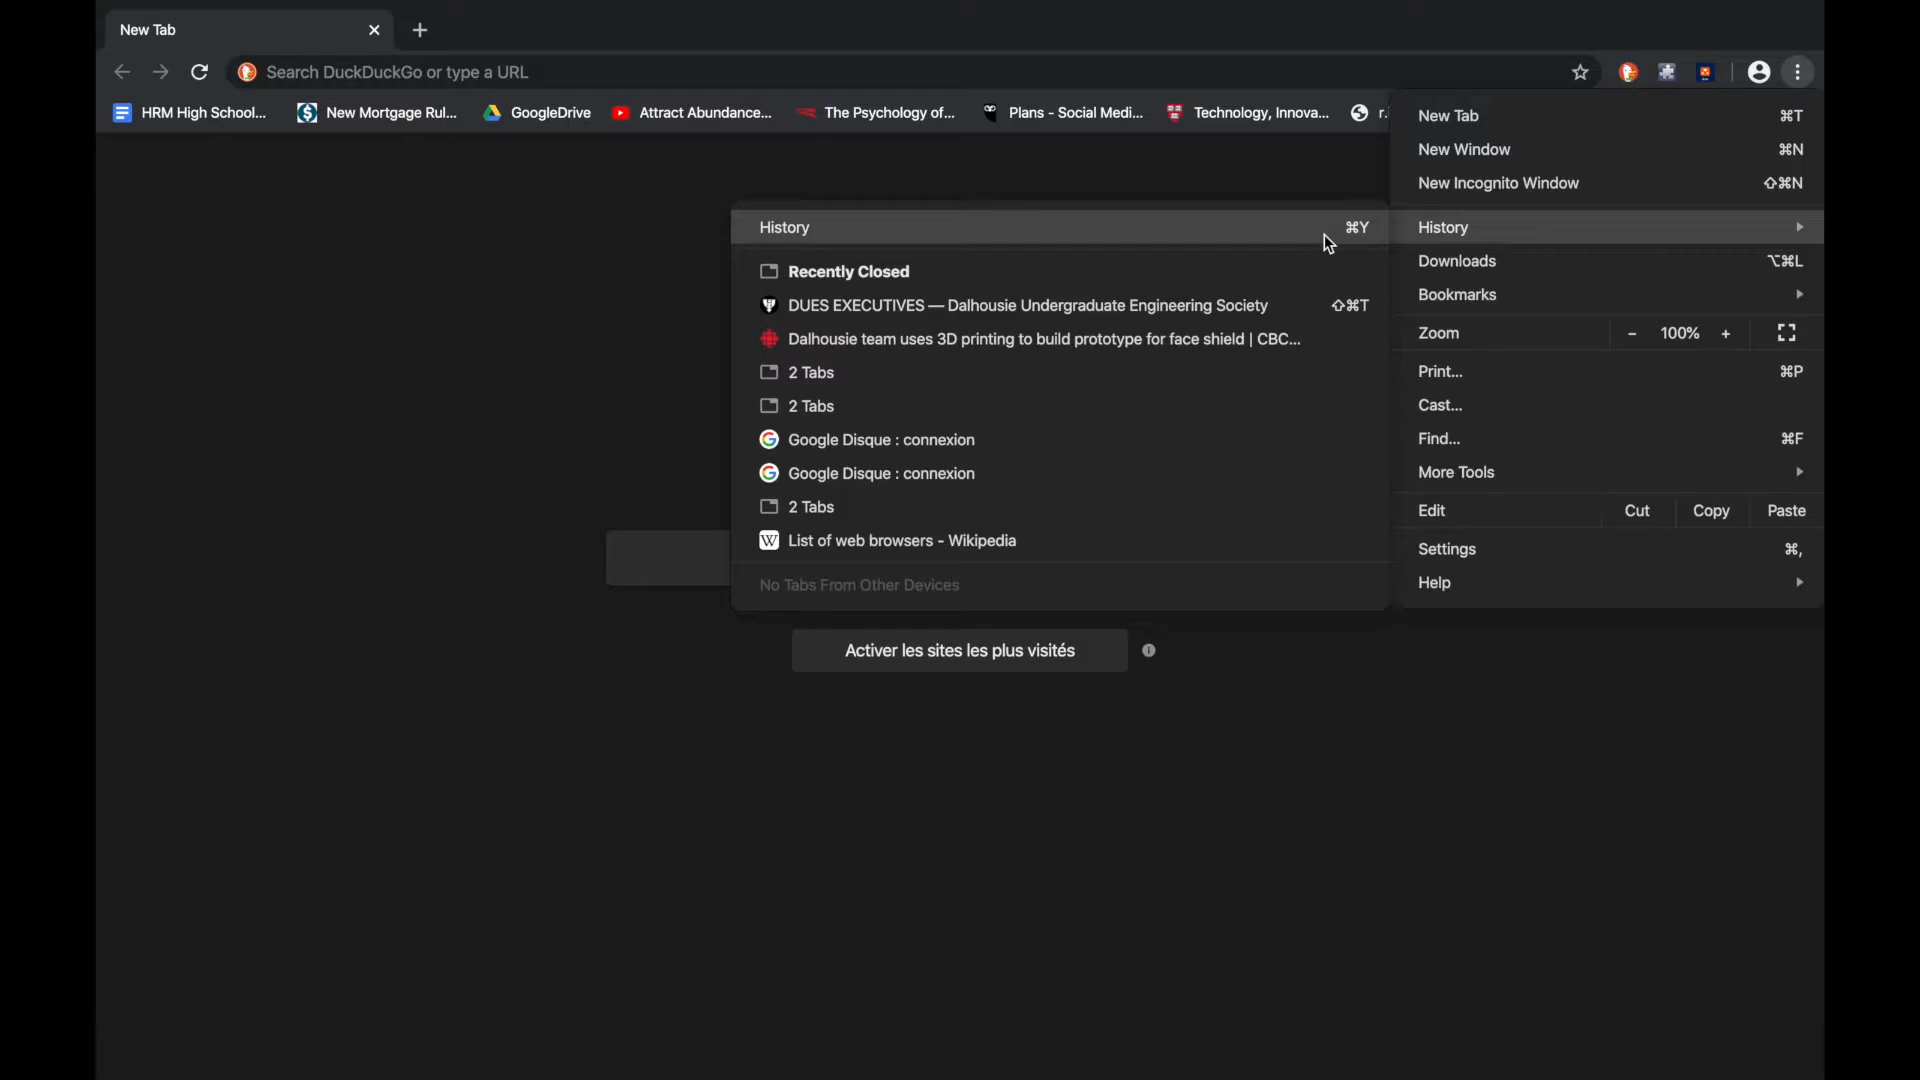 New Tab
Search DuckDuckGo or type a URL
HRM High School...
New Mortgage Rul...
GoogleDrive
Attract Abundance...
The Psychology of...
Plans - Social Medi...
Technology, Innova...
r.
New Tab ⌘T
New Window ⌘N
New Incognito Window ⇧⌘N
History
Downloads ⌥⌘L
Bookmarks
Zoom - 100% +
Print... ⌘P
Cast...
Find... ⌘F
More Tools
Edit Cut Copy Paste
Settings ⌘,
Help
History ⌘Y
Recently Closed
DUES EXECUTIVES — Dalhousie Undergraduate Engineering Society ⇧⌘T
Dalhousie team uses 3D printing to build prototype for face shield | CBC...
2 Tabs
2 Tabs
Google Disque : connexion
Google Disque : connexion
2 Tabs
W List of web browsers - Wikipedia
No Tabs From Other Devices
Activer les sites les plus visités